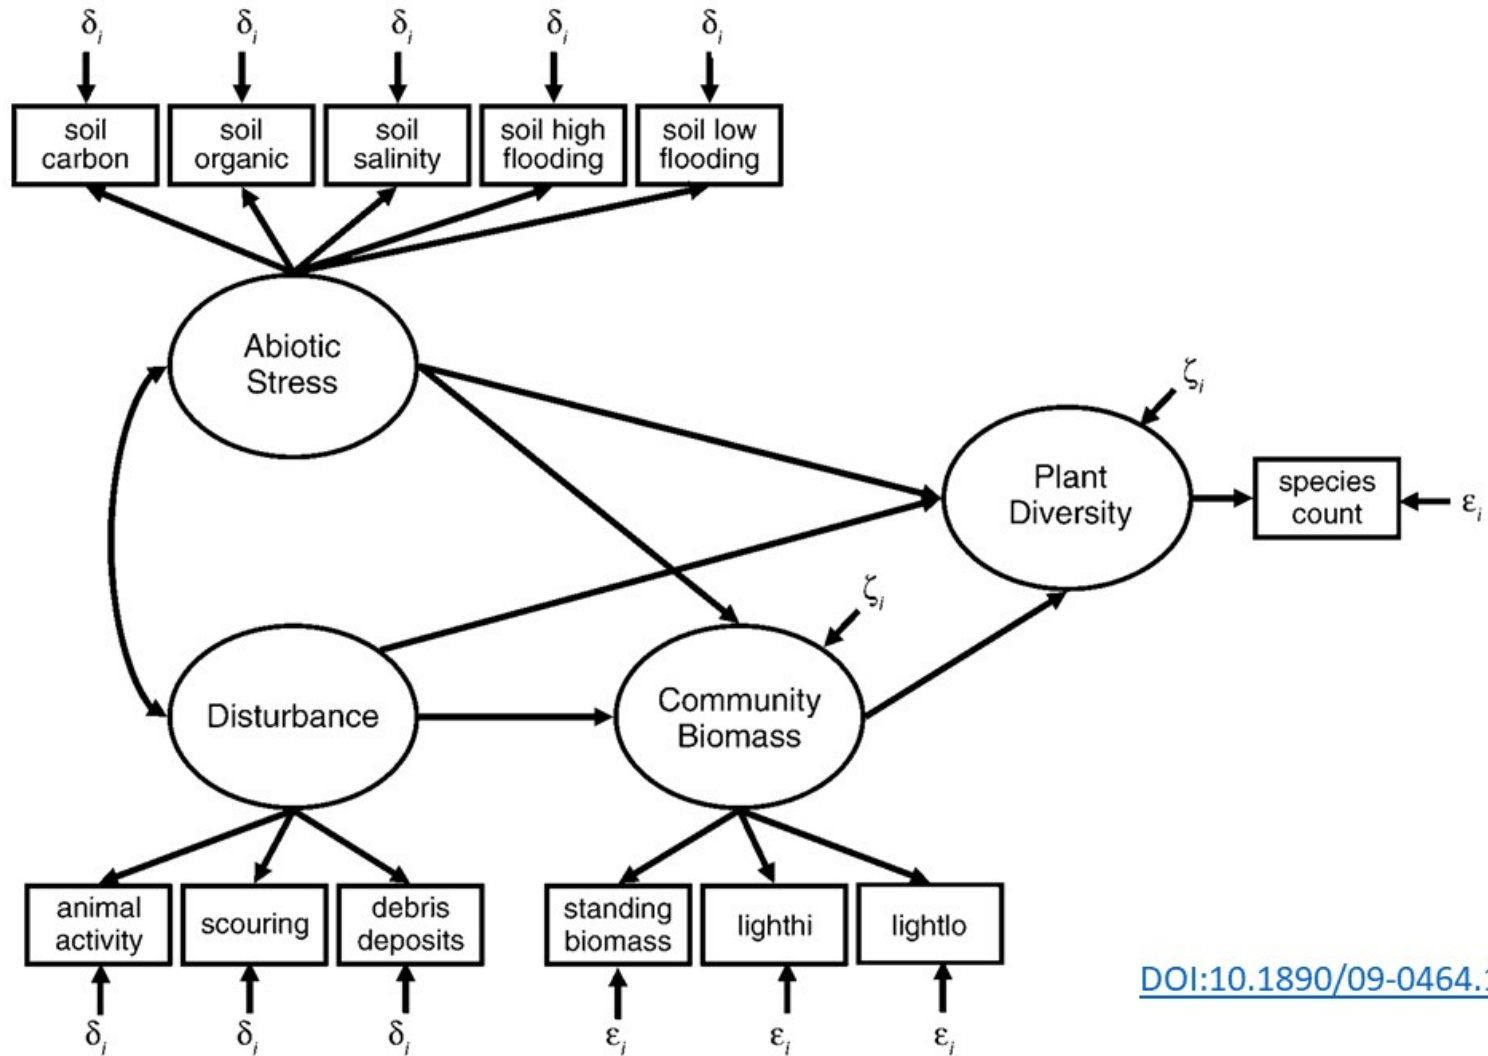 δi δi δi δi δi
soil carbon
soil organic
soil salinity
soil high flooding
soil low flooding
Abiotic
Stress
ζi
Plant
Diversity
species
count
εi
ζi
Disturbance
Community
Biomass
animal
activity
scouring
debris
deposits
standing
biomass
lighthi
lightlo
δi δi δi εi εi εi
DOI:10.1890/09-0464.